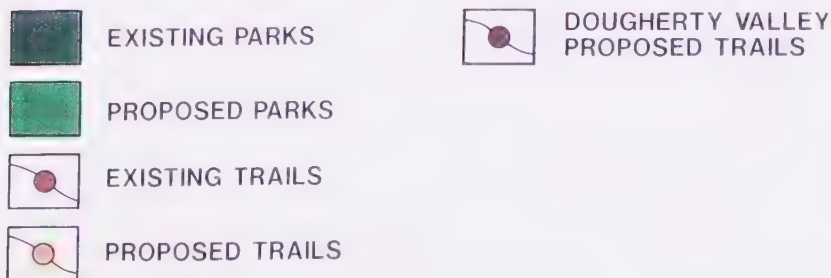 EXISTING PARKS
PROPOSED PARKS
EXISTING TRAILS
PROPOSED TRAILS
DOUGHERTY VALLEY
PROPOSED TRAILS